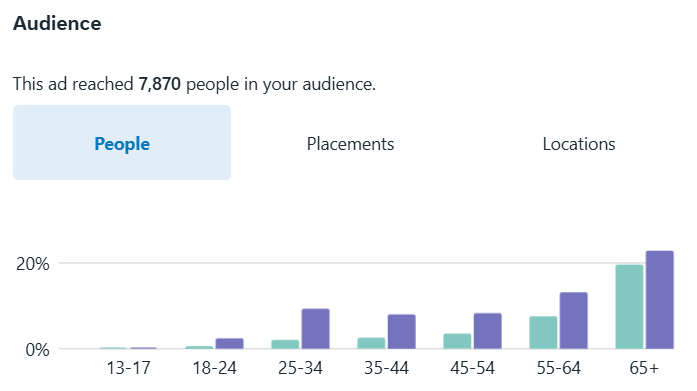 Audience
This ad reached 7,870 people in your audience.
People Placements Locations
20%
0%
13-17 18-24 25-34 35-44 45-54 55-64 65+